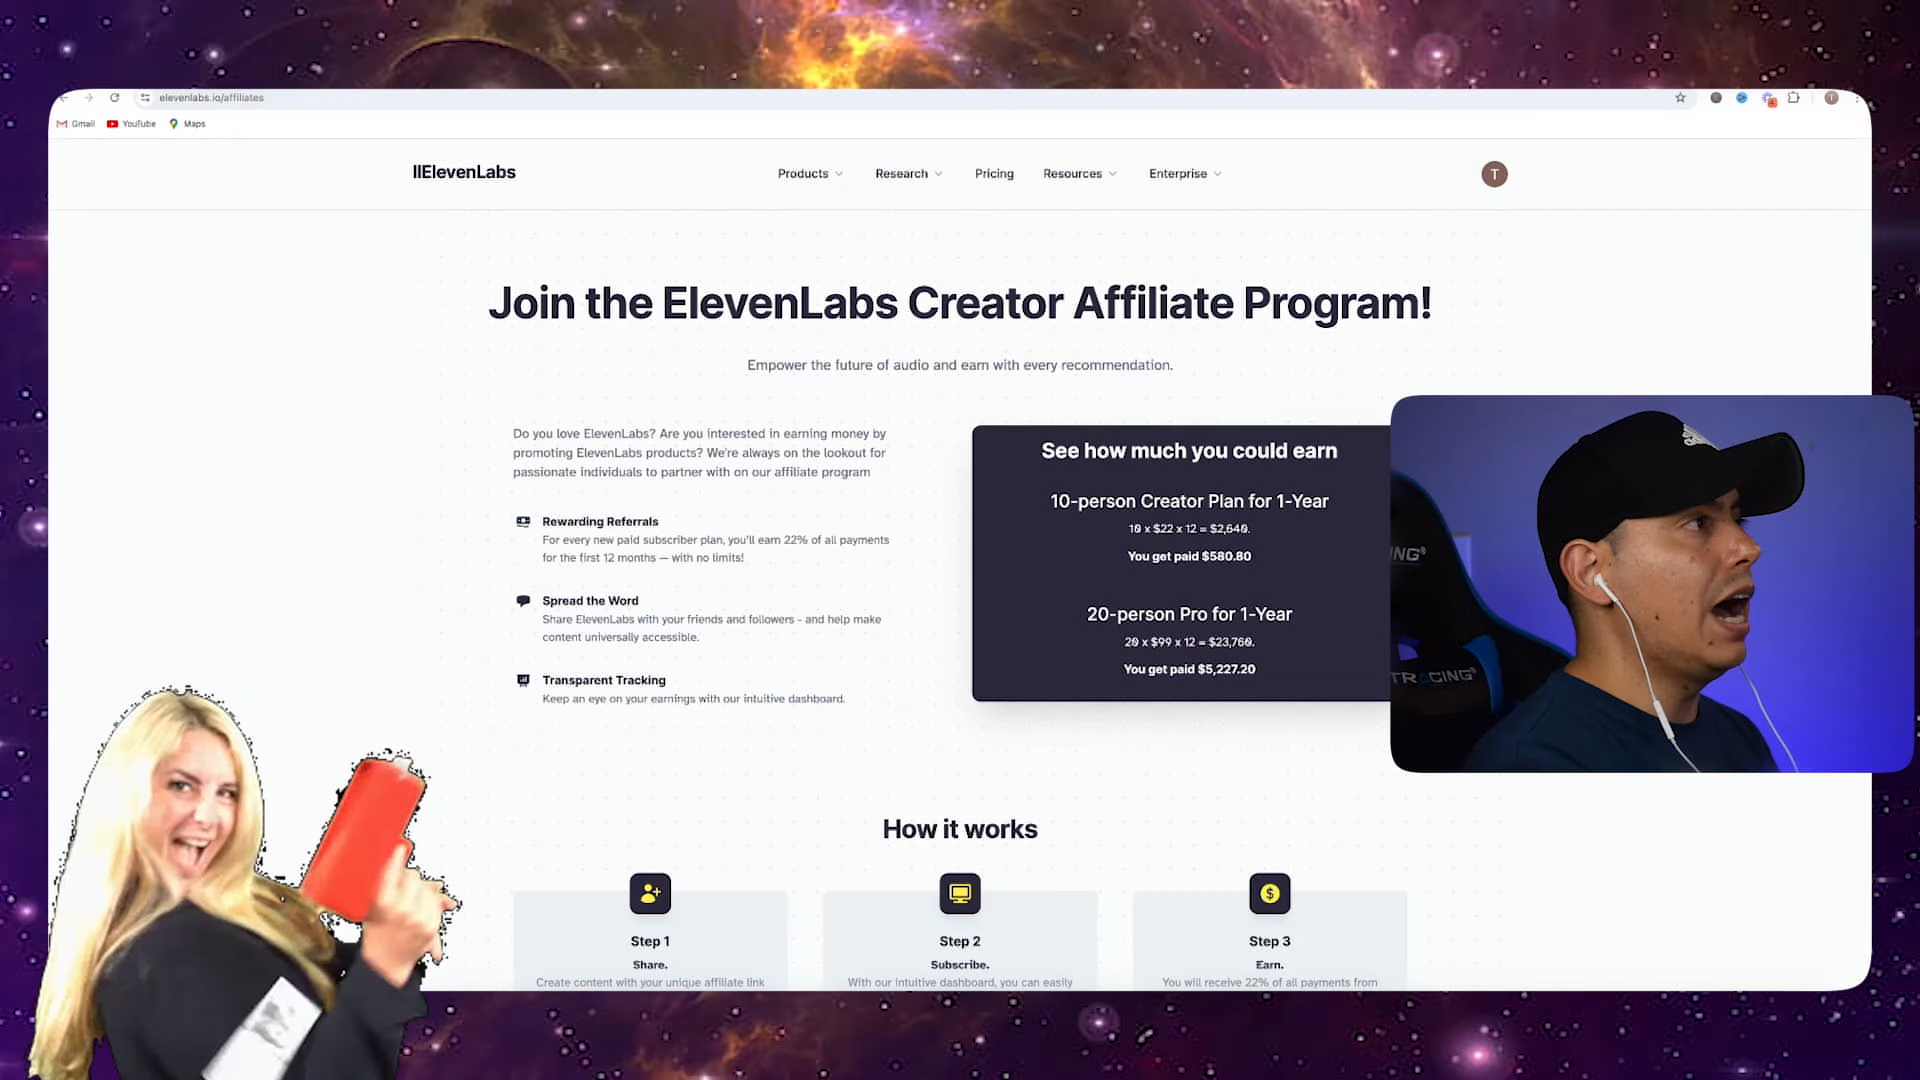 elevenlabs.io/affiliates
Gmail YouTube Maps
IIElevenLabs
Products Research Pricing Resources Enterprise
T
Join the ElevenLabs Creator Affiliate Program!
Empower the future of audio and earn with every recommendation.
Do you love ElevenLabs? Are you interested in earning money by
promoting ElevenLabs products? We're always on the lookout for
passionate individuals to partner with on our affiliate program
Rewarding Referrals
For every new paid subscriber plan, you'll earn 22% of all payments
for the first 12 months — with no limits!
Spread the Word
Share ElevenLabs with your friends and followers - and help make
content universally accessible.
Transparent Tracking
Keep an eye on your earnings with our intuitive dashboard.
See how much you could earn
10-person Creator Plan for 1-Year
10 x $22 x 12 = $2,640.
You get paid $580.80
20-person Pro for 1-Year
20 x $99 x 12 = $23,760.
You get paid $5,227.20
ING
TRACING
How it works
Step 1
Share.
Create content with your unique affiliate link
Step 2
Subscribe.
With our intuitive dashboard, you can easily
Step 3
Earn.
You will receive 22% of all payments from